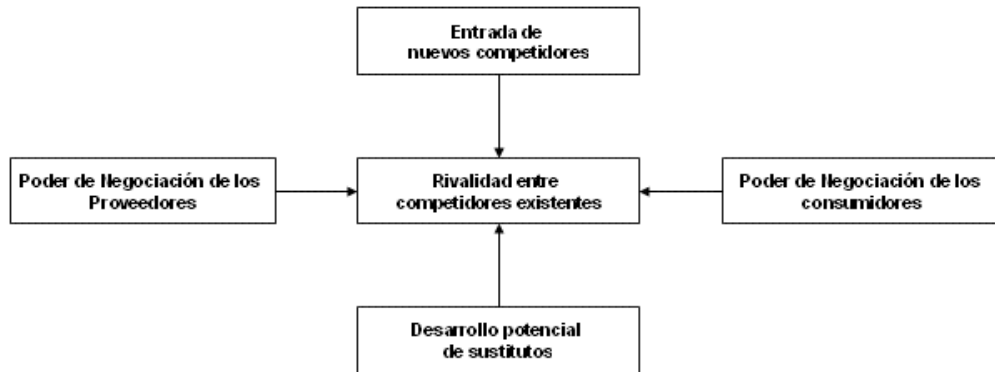 Entrada de
nuevos competidores
Poder de Negociación de los
Proveedores
Rivalidad entre
competidores existentes
Poder de Negociación de los
consumidores
Desarrollo potencial
de sustitutos